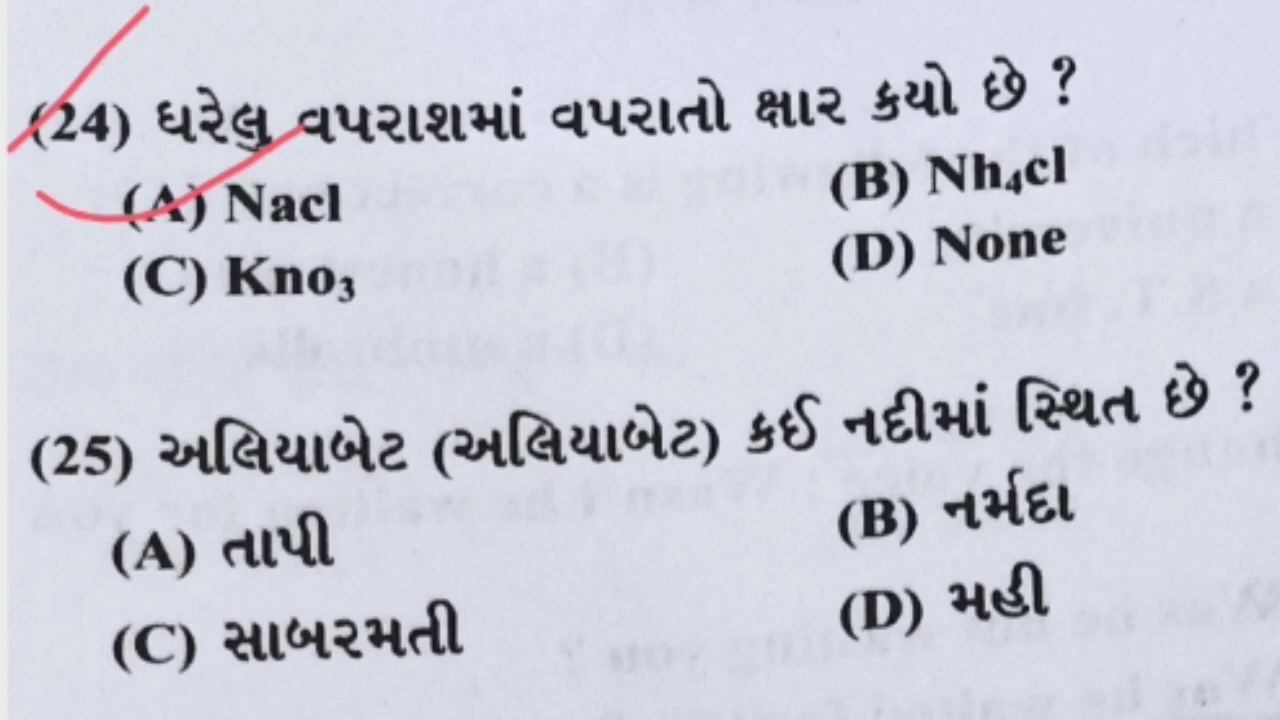 (24) ઘરેલુ વપરાશમાં વપરાતો ક્ષાર કયો છે ?
(A) Nacl (B) Nh₄cl
(C) Kno₃ (D) None
(25) અલિયાબેટ (અલિયાબેટ) કઈ નદીમાં સ્થિત છે ?
(A) તાપી (B) નર્મદા
(C) સાબરમતી (D) મહી